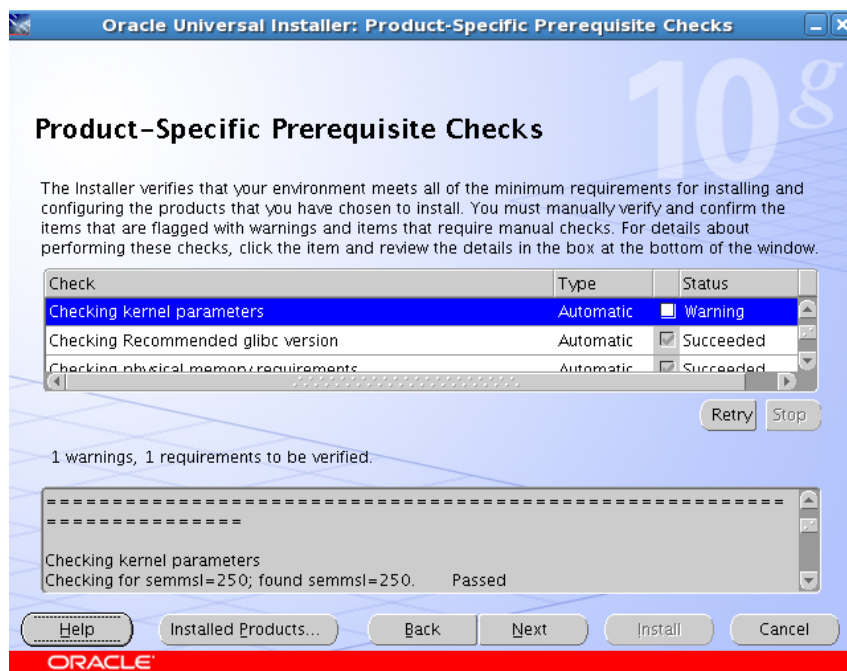 Oracle Universal Installer: Product-Specific Prerequisite Checks
10g
Product-Specific Prerequisite Checks
The Installer verifies that your environment meets all of the minimum requirements for installing and
configuring the products that you have chosen to install. You must manually verify and confirm the
items that are flagged with warnings and items that require manual checks. For details about
performing these checks, click the item and review the details in the box at the bottom of the window.
Check Type Status
Checking kernel parameters Automatic Warning
Checking Recommended glibc version Automatic Succeeded
Checking physical memory requirements Automatic Succeeded
Retry Stop
1 warnings, 1 requirements to be verified.
=========================================================
===============
Checking kernel parameters
Checking for semmsl=250; found semmsl=250. Passed
Help Installed Products... Back Next Install Cancel
ORACLE